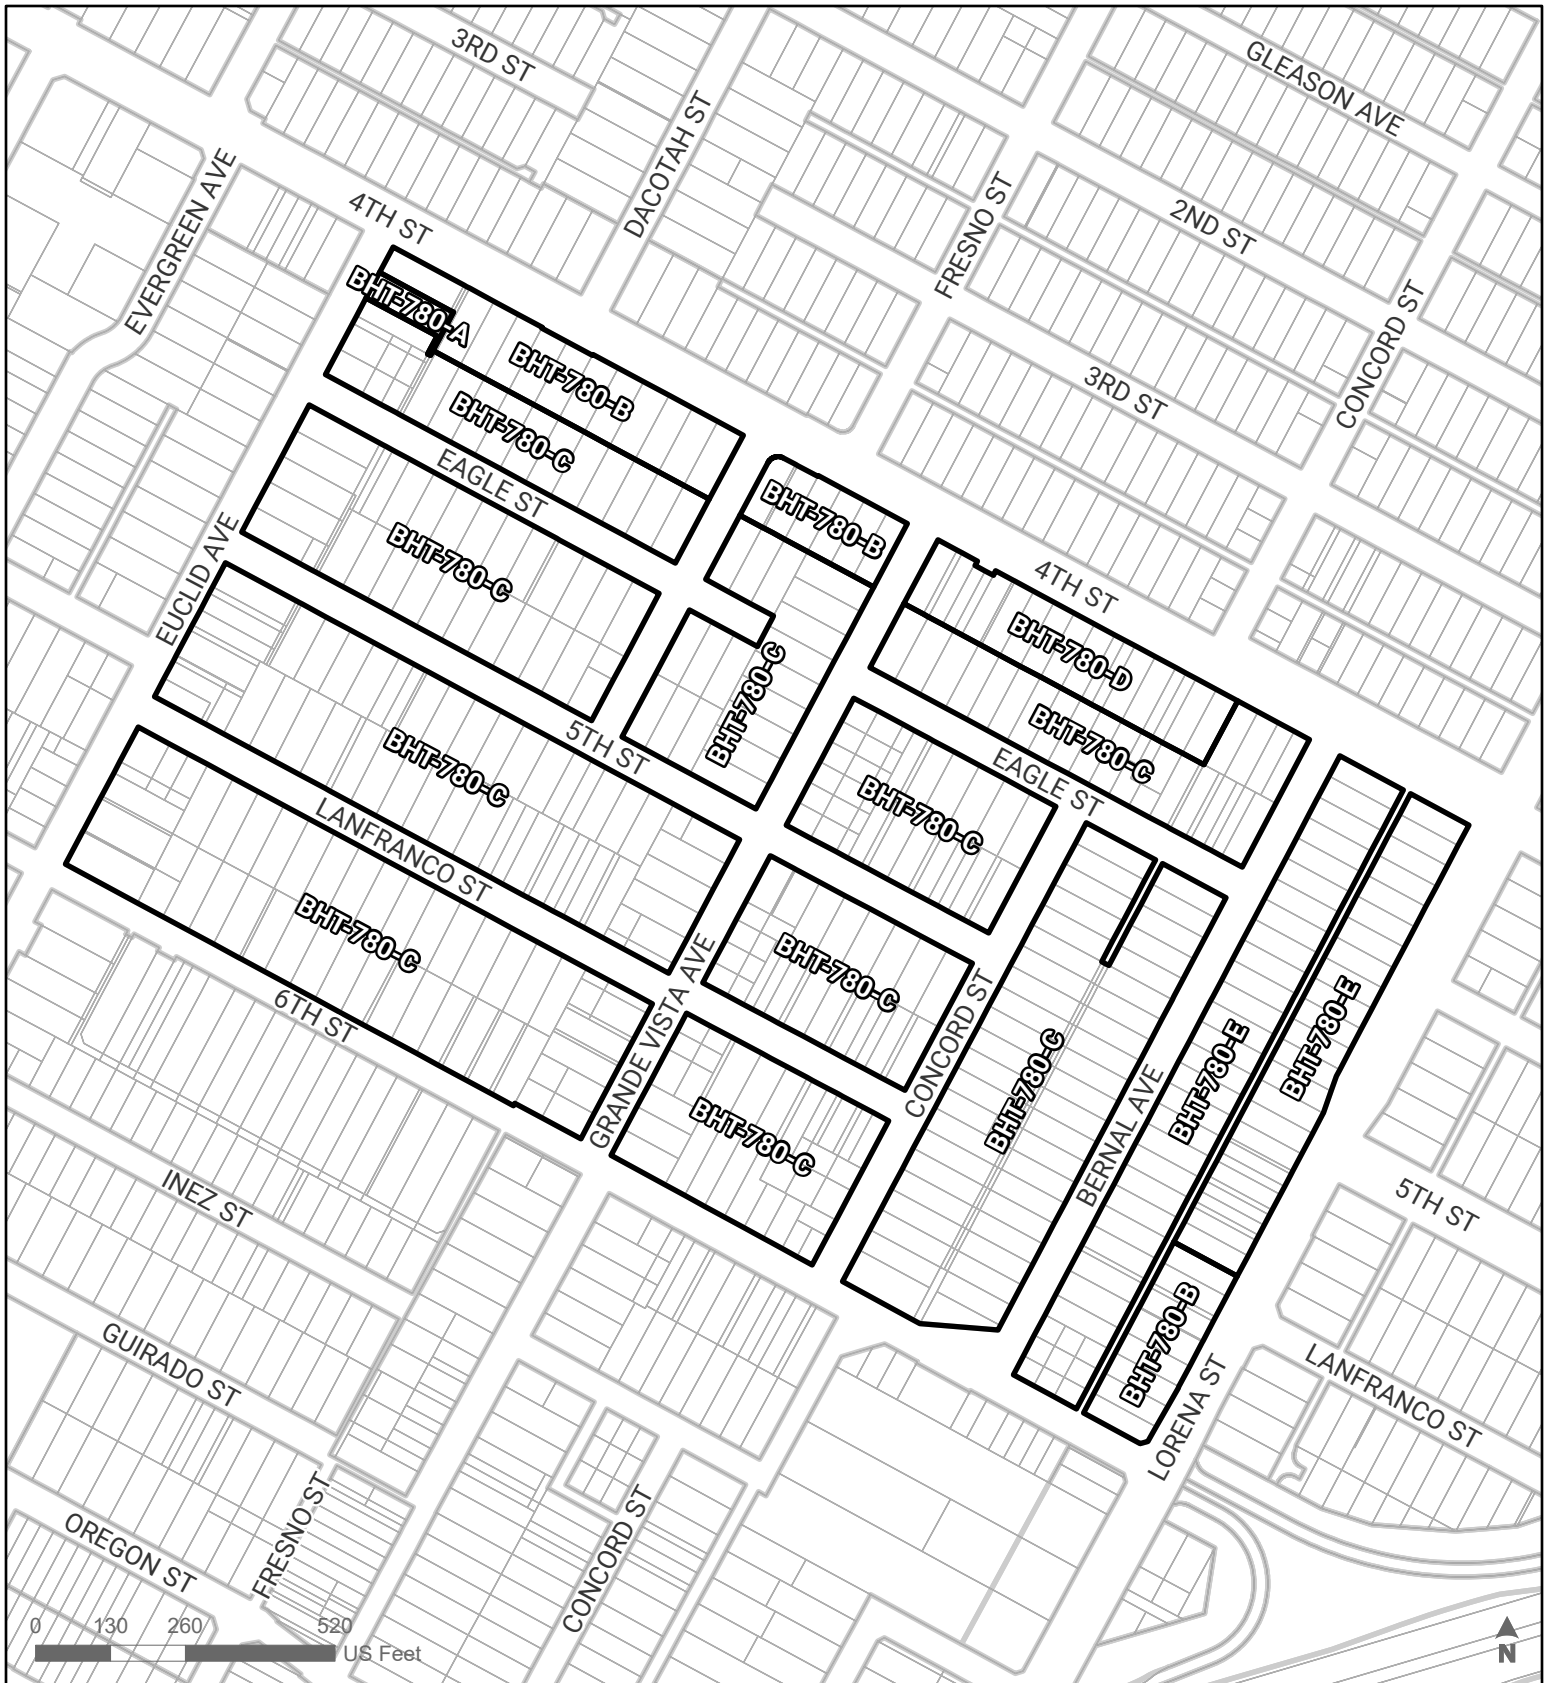 3RD ST
GLEASON AVE
DACOTAH ST
EVERGREEN AVE
4TH ST
FRESNO ST
2ND ST
CONCORD ST
BHT-780-A
BHT-780-B
3RD ST
BHT-780-C
EAGLE ST
BHT-780-B
EUCLID AVE
BHT-780-C
4TH ST
BHT-780-D
BHT-780-C
5TH ST
BHT-780-C
BHT-780-C
EAGLE ST
BHT-780-C
LANFRANCO ST
BHT-780-C
BHT-780-C
6TH ST
GRANDE VISTA AVE
CONCORD ST
BHT-780-C
BHT-780-E
BHT-780-E
BHT-780-C
BERNAL AVE
INEZ ST
5TH ST
BHT-780-B
GUIRADO ST
LORENA ST
LANFRANCO ST
OREGON ST
FRESNO ST
CONCORD ST
0 130 260 520
US Feet
N